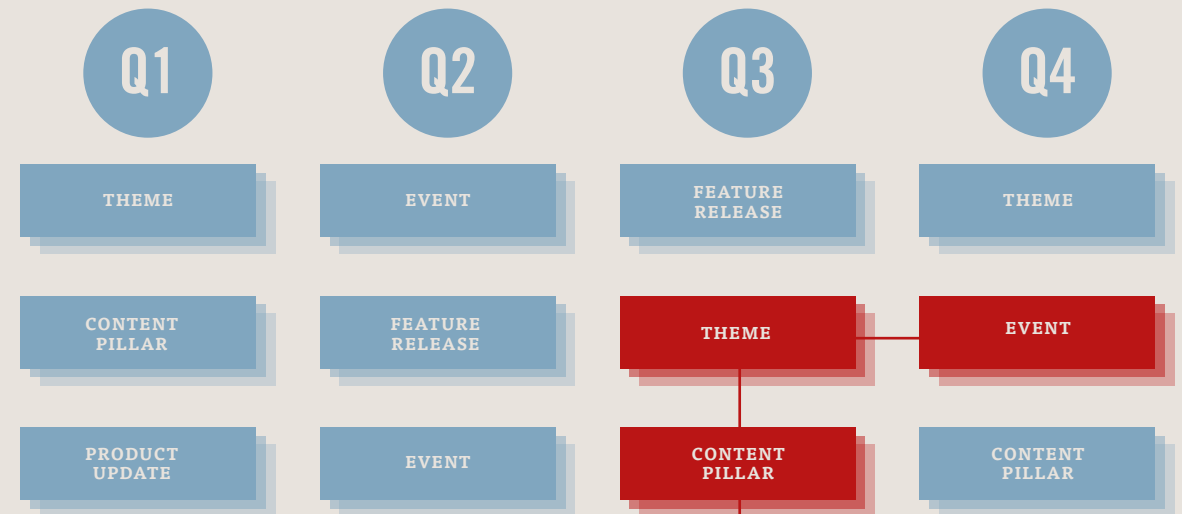 Q1
Q2
Q3
Q4
THEME
EVENT
FEATURE
RELEASE
THEME
CONTENT
PILLAR
FEATURE
RELEASE
THEME
EVENT
PRODUCT
UPDATE
EVENT
CONTENT
PILLAR
CONTENT
PILLAR